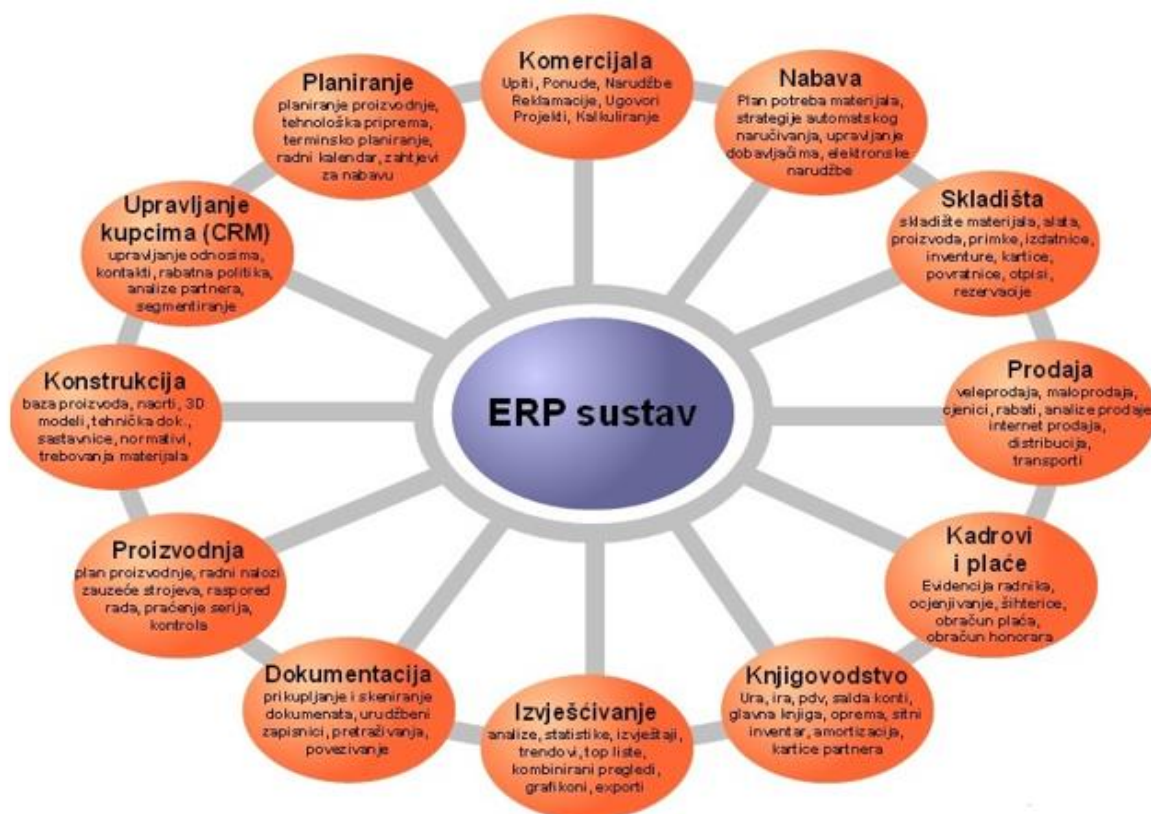 Komercijala
Upiti, Ponude, Narudžbe
Reklamacije, Ugovori
Projekti, Kalkuliranje
Nabava
Plan potreba materijala,
strategije automatskog
naručivanja, upravljanje
dobavljačima, elektronske
narudžbe
Skladišta
skladište materijala, alata,
proizvoda, primke, izdatnice,
inventure, kartice,
povratnice, otpisi,
rezervacije
Prodaja
veleprodaja, maloprodaja,
cjenici, rabati, analize prodaje
internet prodaja,
distribucija,
transporti
Kadrovi
i plaće
Evidencija radnika,
ocjenjivanje, šihterice,
obračun plaća,
obračun honorara
Knjigovodstvo
Ura, ira, pdv, salda konti,
glavna knjiga, oprema, sitni
inventar, amortizacija,
kartice partnera
Izvješćivanje
analize, statistike, izvještaji,
trendovi, top liste,
kombinirani pregledi,
grafikoni, exporti
Dokumentacija
prikupljanje i skeniranje
dokumenata, urudžbeni
zapisnici, pretraživanja,
povezivanje
Proizvodnja
plan proizvodnje, radni nalozi
zauzeće strojeva, raspored
rada, praćenje serija,
kontrola
Konstrukcija
baza proizvoda, nacrti, 3D
modeli, tehnička dok.,
sastavnice, normativi,
trebovanja materijala
Upravljanje
kupcima (CRM)
upravljanje odnosima,
kontakti, rabatna politika,
analize partnera,
segmentiranje
Planiranje
planiranje proizvodnje,
tehnološka priprema,
terminsko planiranje,
radni kalendar, zahtjevi
za nabavu
ERP sustav